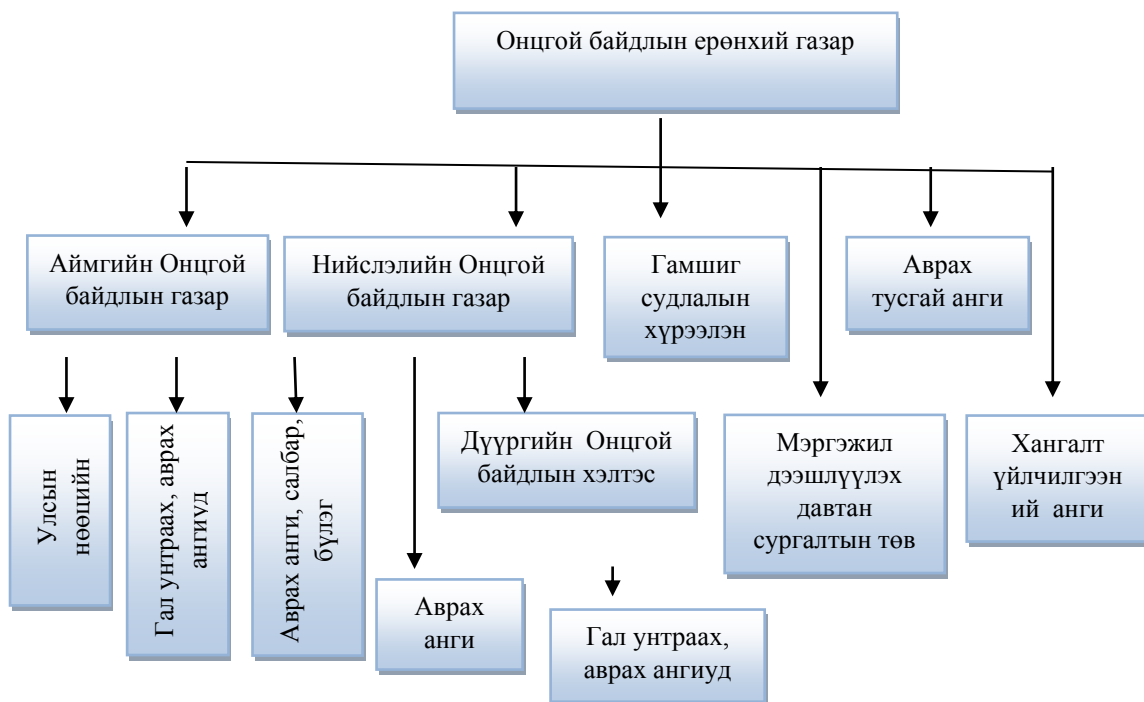 Онцгой байдлын ерөнхий газар
Аймгийн Онцгой
байдлын газар
Нийслэлийн Онцгой
байдлын газар
Гамшиг
судлалын
хүрээлэн
Аврах
тусгай анги
Улсын
нөөцийн
Гал унтраах, аврах
ангиуд
Аврах анги, салбар,
бүлэг
Дүүргийн Онцгой
байдлын хэлтэс
Мэргэжил
дээшлүүлэх
давтан
сургалтын төв
Хангалт
үйлчилгээн
ий анги
Аврах
анги
Гал унтраах,
аврах ангиуд